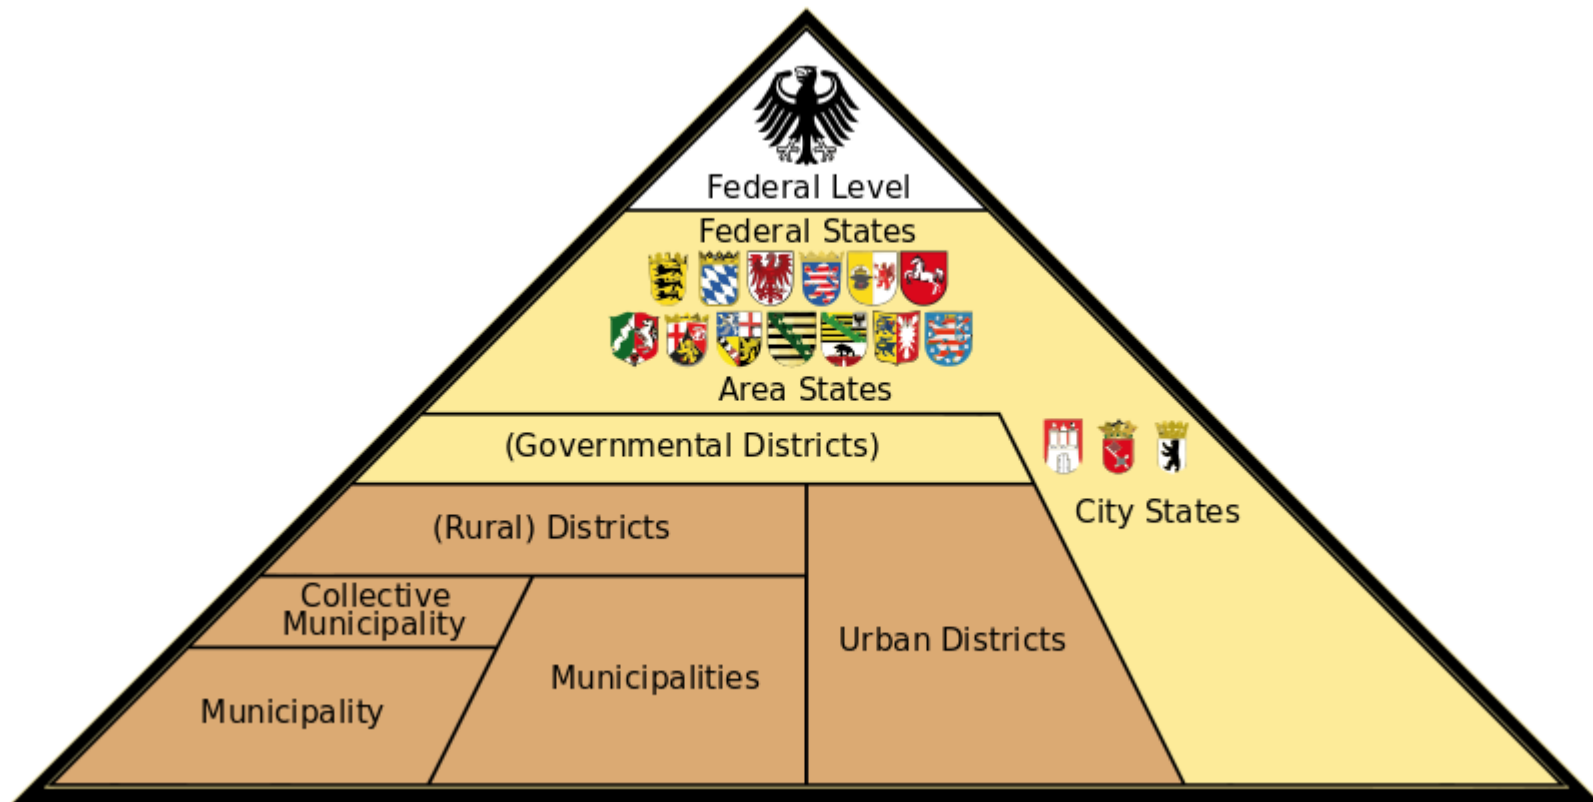 Federal Level
Federal States
Area States
(Governmental Districts)
City States
(Rural) Districts
Collective
Municipality
Urban Districts
Municipalities
Municipality